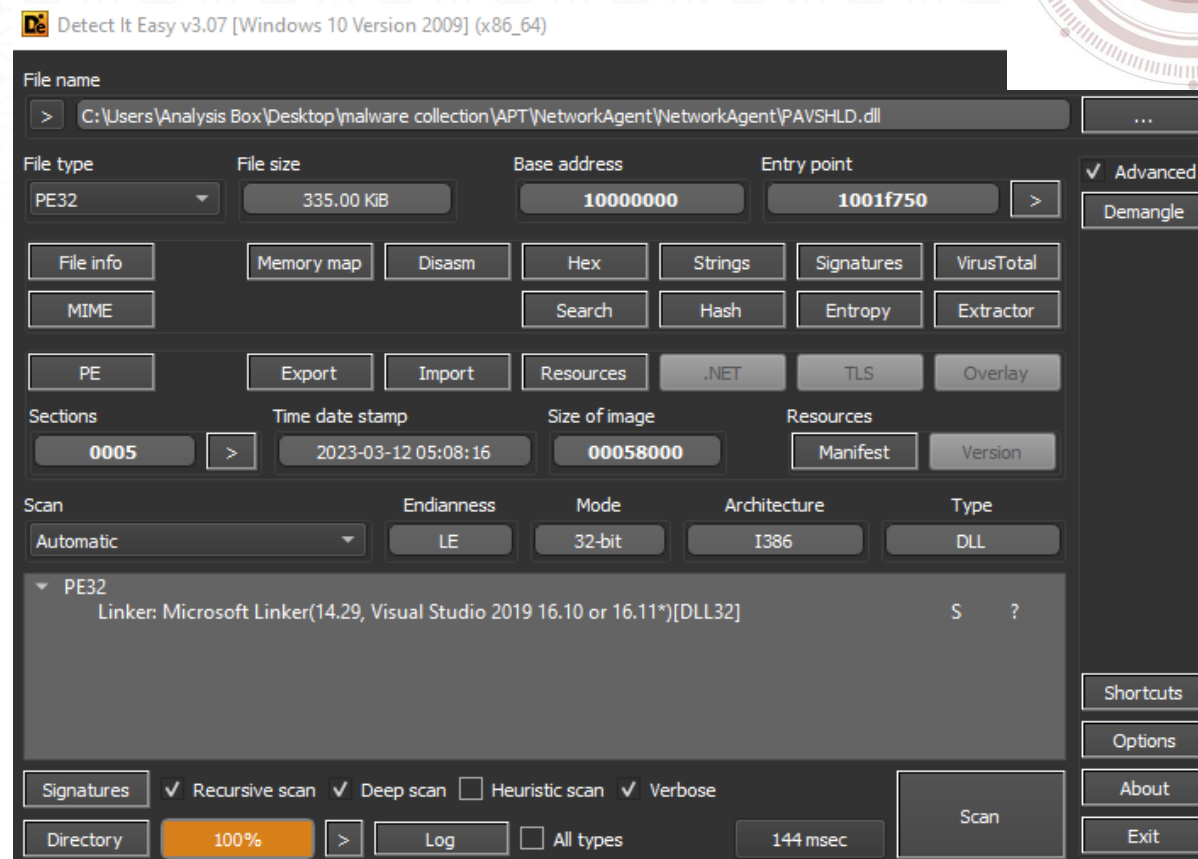 Detect It Easy v3.07 [Windows 10 Version 2009] (x86_64)
File name
> C:\Users\Analysis Box\Desktop\malware collection\APT\NetworkAgent\NetworkAgent\PAVSHLD.dll ...
File type File size Base address Entry point Advanced
PE32 335.00 KiB 10000000 1001f750 > Demangle
File info Memory map Disasm Hex Strings Signatures VirusTotal
MIME Search Hash Entropy Extractor
PE Export Import Resources .NET TLS Overlay
Sections Time date stamp Size of image Resources
0005 > 2023-03-12 05:08:16 00058000 Manifest Version
Scan Endianness Mode Architecture Type
Automatic LE 32-bit I386 DLL
PE32
Linker: Microsoft Linker(14.29, Visual Studio 2019 16.10 or 16.11*)[DLL32] S ?
Shortcuts
Options
Signatures Recursive scan Deep scan Heuristic scan Verbose Scan About
Directory 100% > Log All types 144 msec Exit